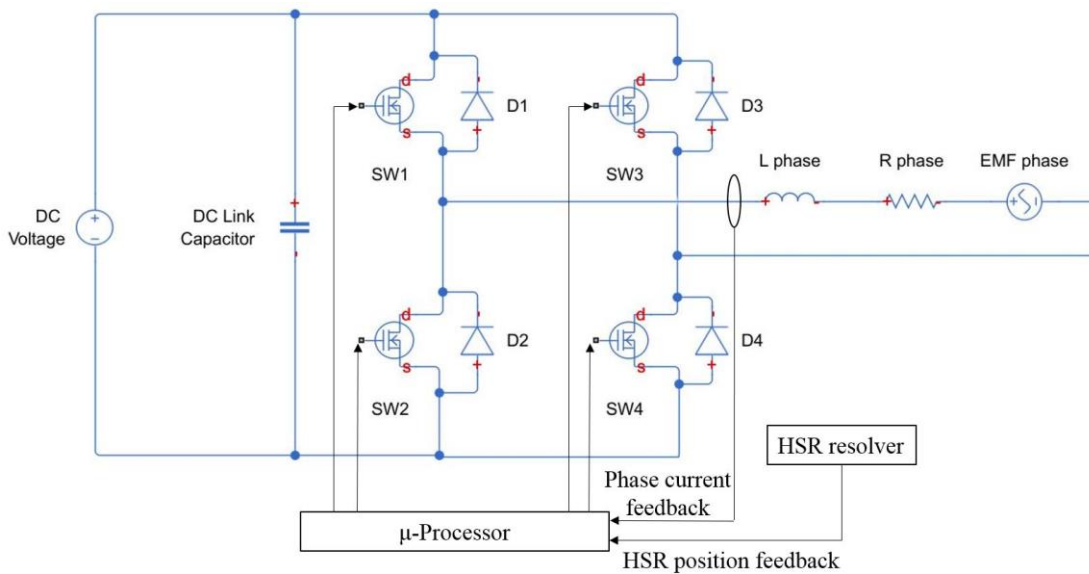 d
D1
s
SW1
d
D3
s
SW3
L phase
R phase
EMF phase
+
-
+
-
+
-
DC
Voltage
+
-
DC Link
Capacitor
+
-
d
D2
s
SW2
d
D4
s
SW4
-
+
-
+
-
+
-
+
HSR resolver
Phase current
feedback
μ-Processor
HSR position feedback